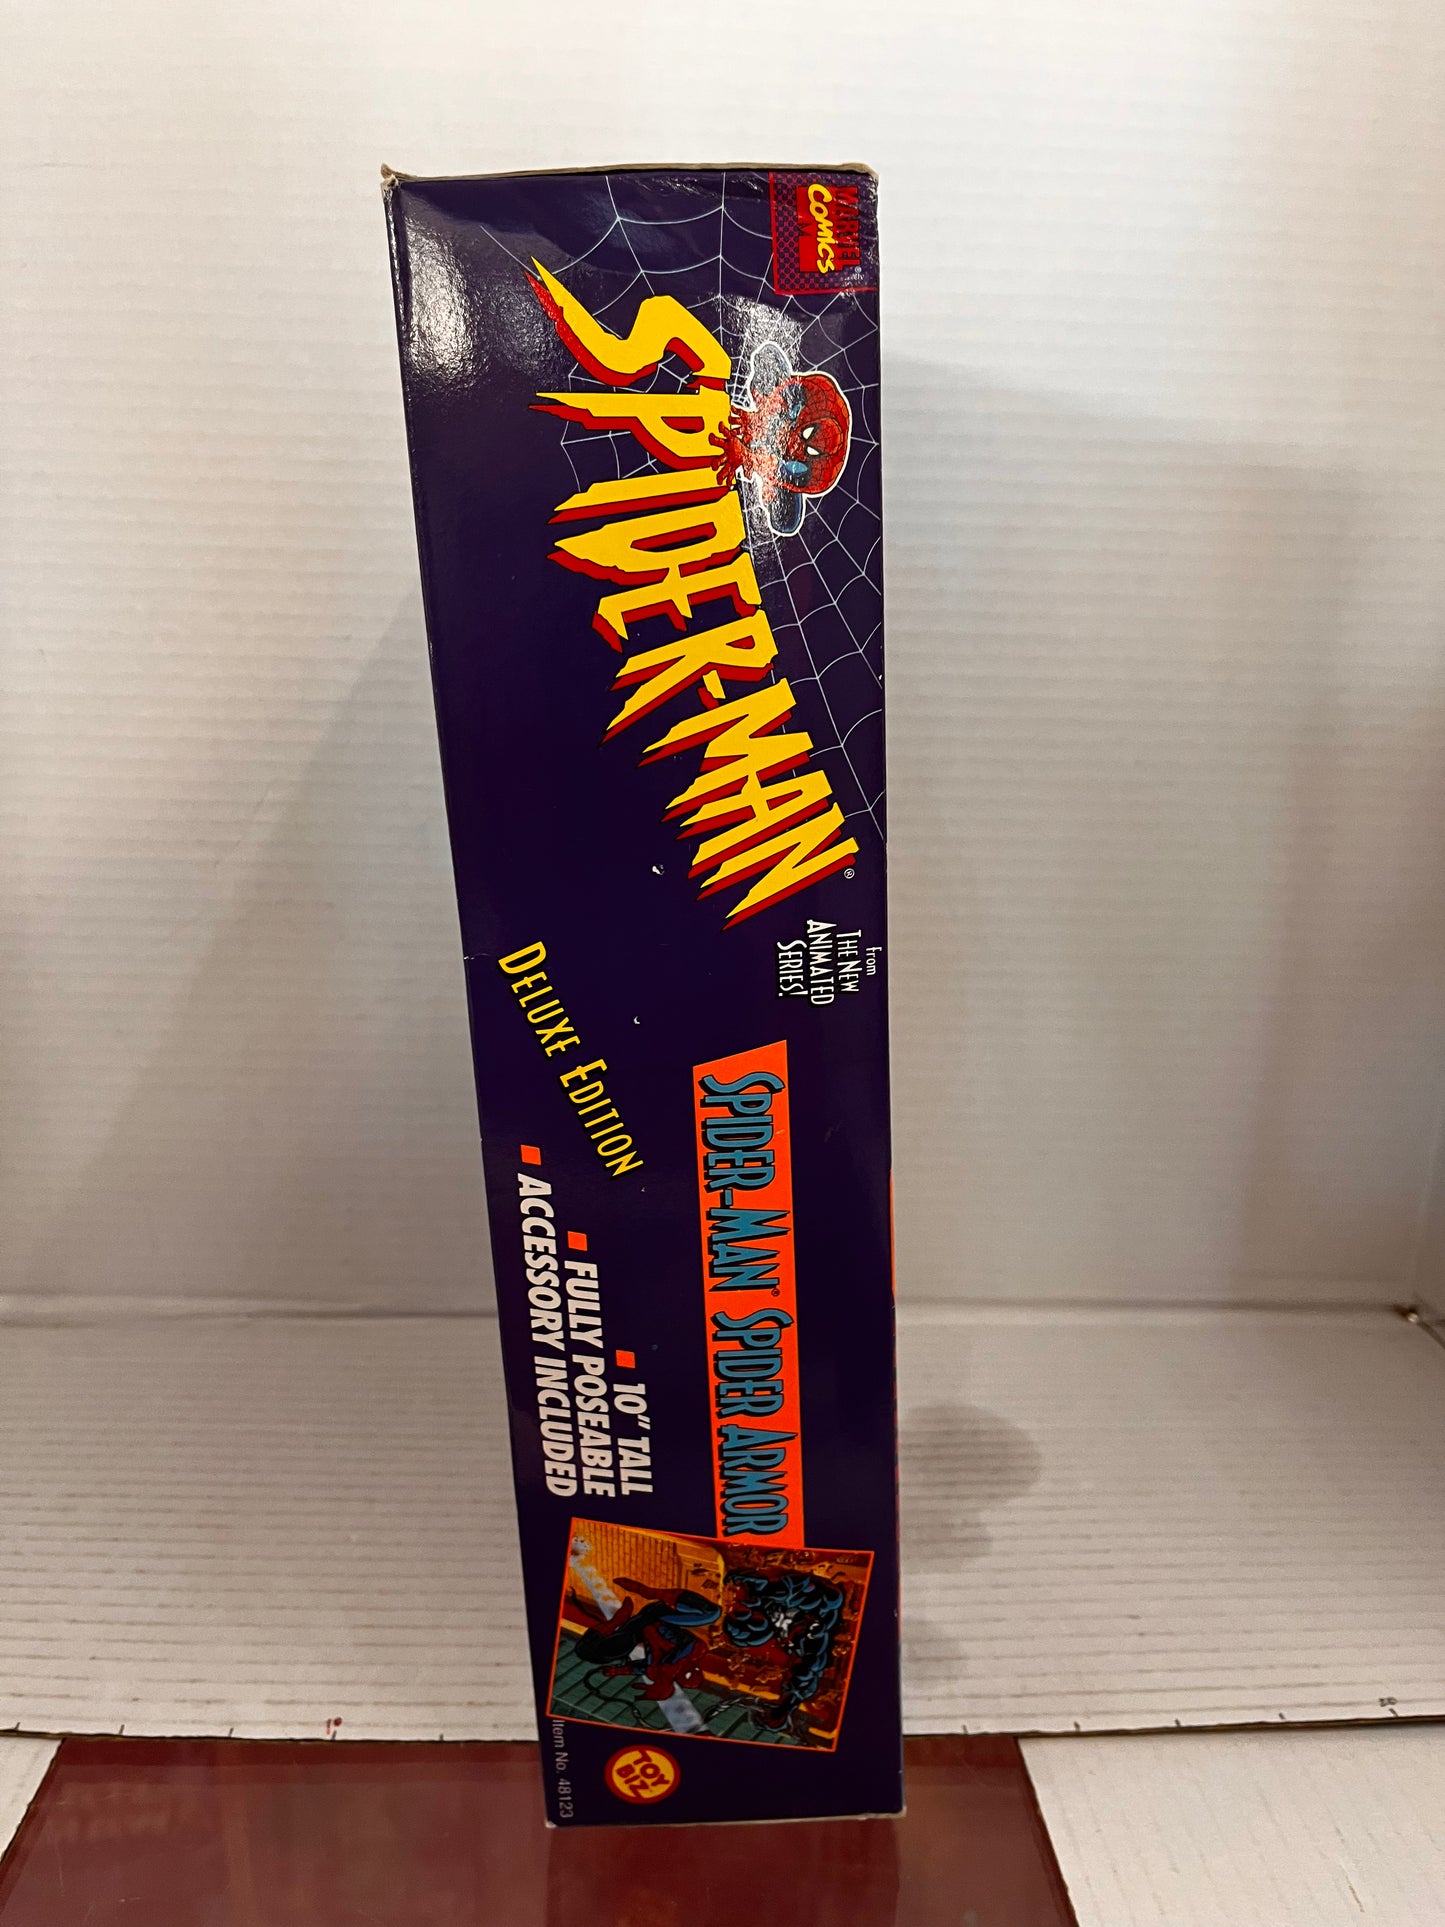 MARVEL
COMICS
SPIDER-MAN®
From
THE NEW
ANIMATED
SERIES!
DELUXE EDITION
SPIDER-MAN® SPIDER ARMOR
10" TALL
FULLY POSEABLE
ACCESSORY INCLUDED
TOY
BIZ
Item No. 48123